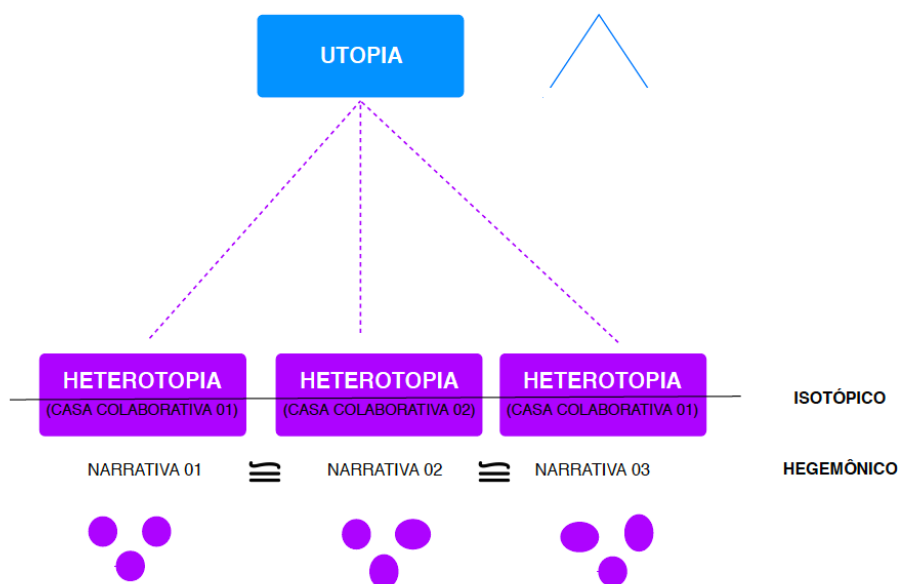 UTOPIA
HETEROTOPIA HETEROTOPIA HETEROTOPIA
(CASA COLABORATIVA 01) (CASA COLABORATIVA 02) (CASA COLABORATIVA 01) ISOTÓPICO
NARRATIVA 01 ≌ NARRATIVA 02 ≌ NARRATIVA 03 HEGEMÔNICO